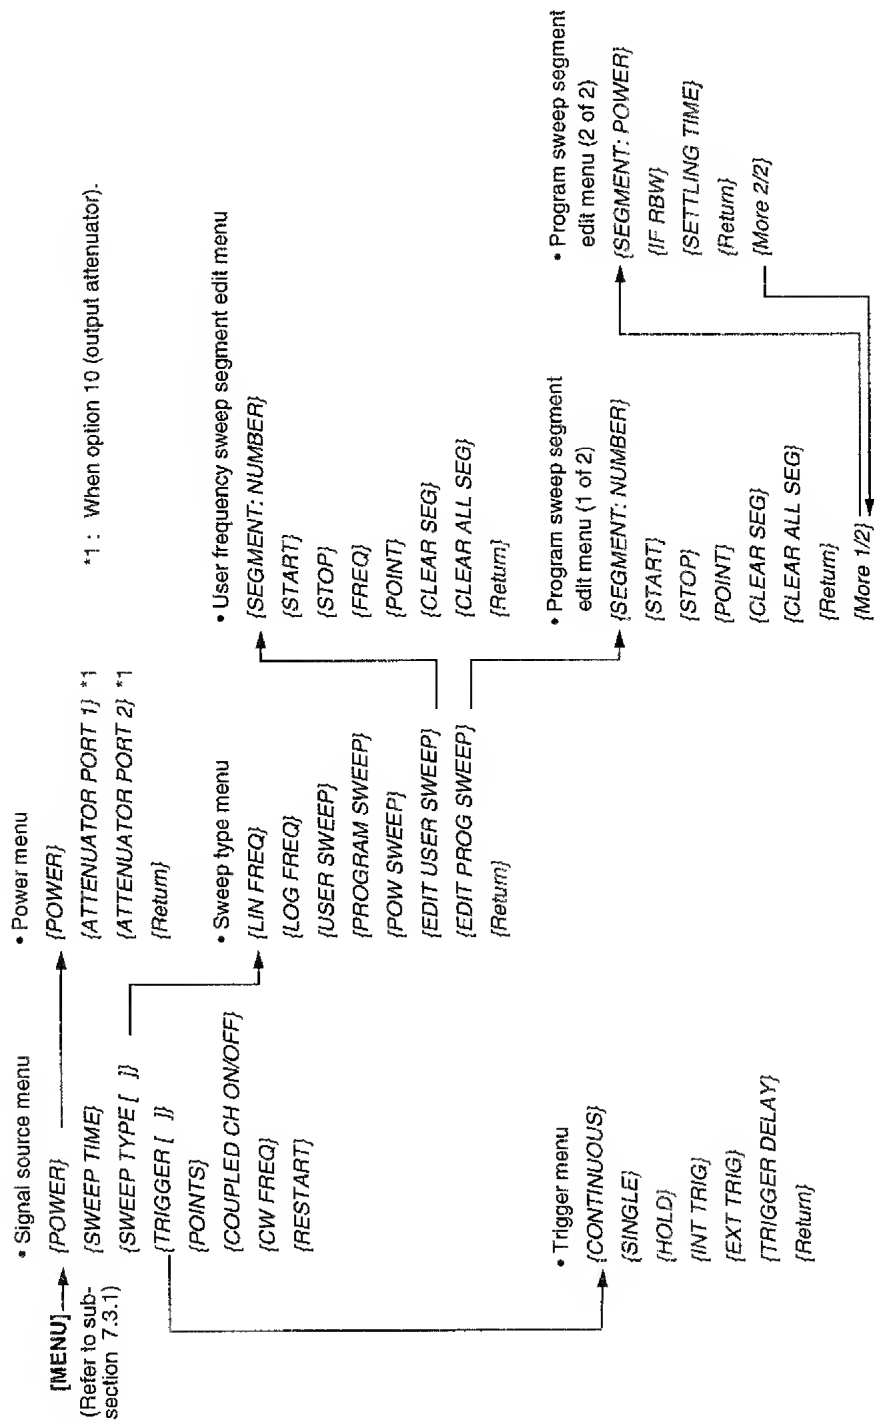 [MENU]
(Refer to sub-
section 7.3.1)
• Signal source menu
{POWER}
{SWEEP TIME}
{SWEEP TYPE [ ]}
{TRIGGER [ ]}
{POINTS}
{COUPLED CH ON/OFF}
{CW FREQ}
{RESTART}
• Trigger menu
{CONTINUOUS}
{SINGLE}
{HOLD}
{INT TRIG}
{EXT TRIG}
{TRIGGER DELAY}
{Return}
• Power menu
{POWER}
{ATTENUATOR PORT 1} *1
{ATTENUATOR PORT 2} *1
{Return}
• Sweep type menu
{LIN FREQ}
{LOG FREQ}
{USER SWEEP}
{PROGRAM SWEEP}
{POW SWEEP}
{EDIT USER SWEEP}
{EDIT PROG SWEEP}
{Return}
*1 : When option 10 (output attenuator).
• User frequency sweep segment edit menu
{SEGMENT: NUMBER}
{START}
{STOP}
{FREQ}
{POINT}
{CLEAR SEG}
{CLEAR ALL SEG}
{Return}
• Program sweep segment
edit menu (1 of 2)
{SEGMENT: NUMBER}
{START}
{STOP}
{POINT}
{CLEAR SEG}
{CLEAR ALL SEG}
{Return}
{More 1/2}
• Program sweep segment
edit menu (2 of 2)
{SEGMENT: POWER}
{IF RBW}
{SETTLING TIME}
{Return}
{More 2/2}